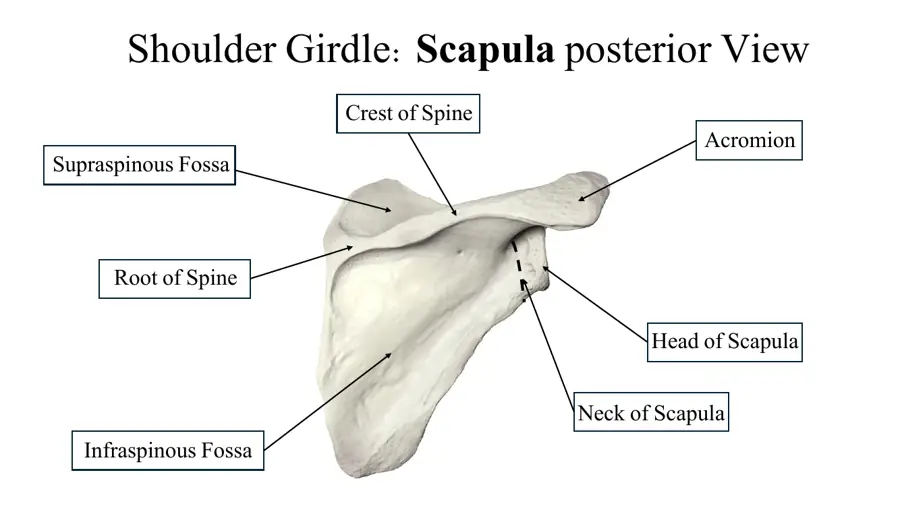 Shoulder Girdle: Scapula posterior View
Crest of Spine
Acromion
Supraspinous Fossa
Root of Spine
Head of Scapula
Neck of Scapula
Infraspinous Fossa